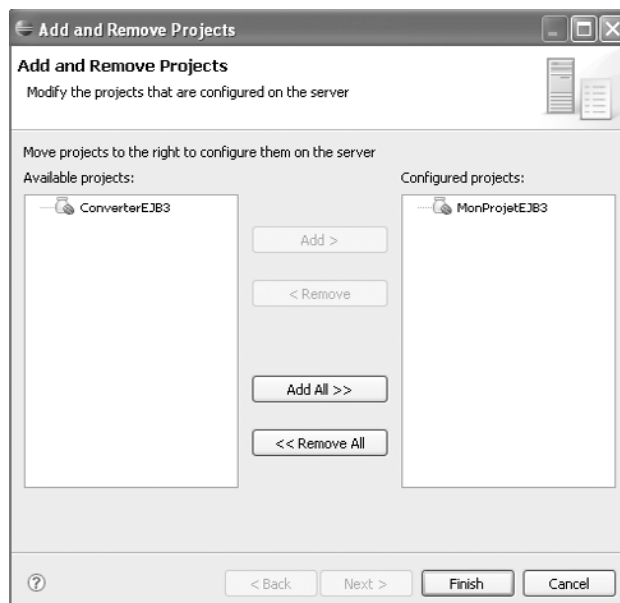 Add and Remove Projects
Add and Remove Projects
Modify the projects that are configured on the server
Move projects to the right to configure them on the server
Available projects:
Configured projects:
ConverterEJB3
MonProjetEJB3
Add >
< Remove
Add All >>
<< Remove All
?
< Back
Next >
Finish
Cancel